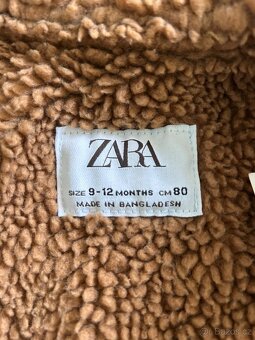 ZARA
SIZE 9-12 MONTHS CM 80
MADE IN BANGLADESH